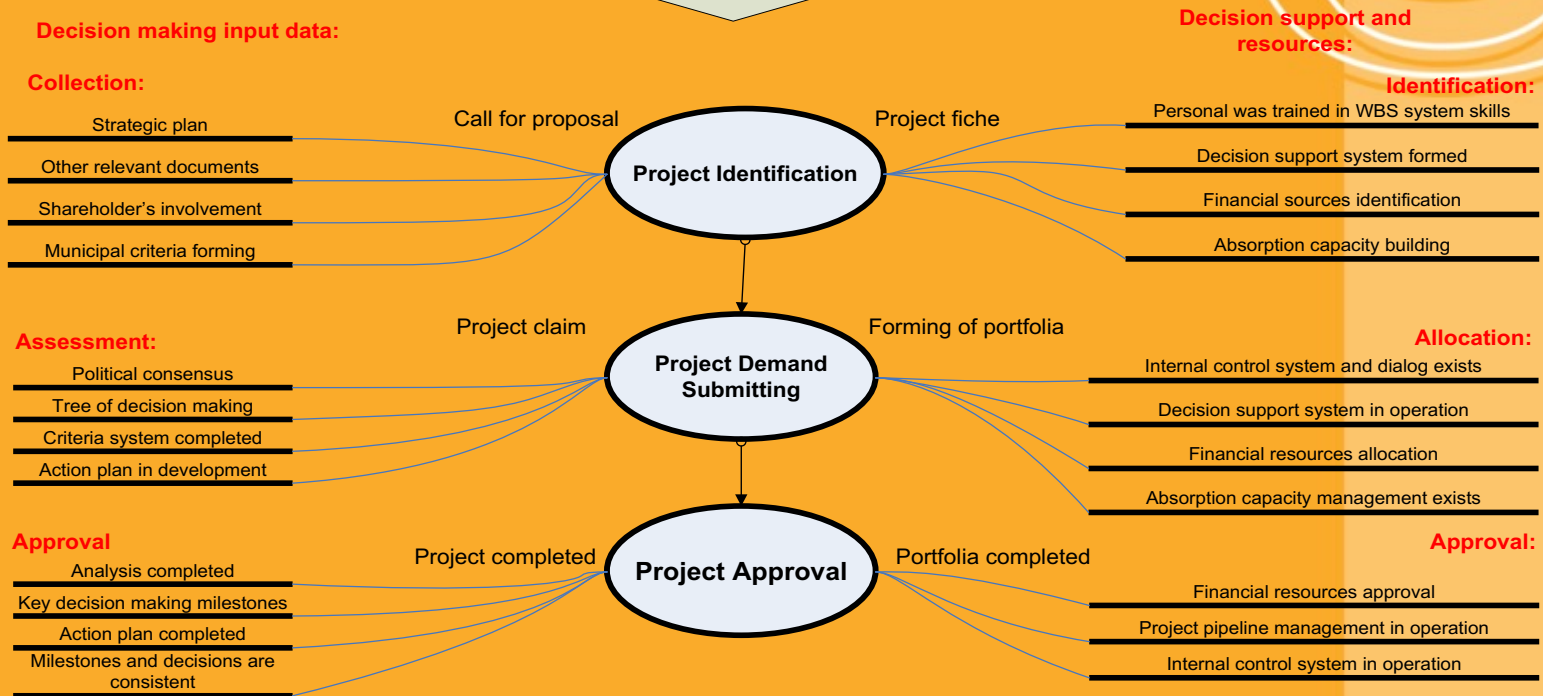 Decision making input data:
Decision support and
resources:
Collection:
Identification:
Call for proposal
Project fiche
Strategic plan
Other relevant documents
Shareholder's involvement
Municipal criteria forming
Project Identification
Personal was trained in WBS system skills
Decision support system formed
Financial sources identification
Absorption capacity building
Assessment:
Project claim
Forming of portfolia
Allocation:
Political consensus
Tree of decision making
Criteria system completed
Action plan in development
Project Demand
Submitting
Internal control system and dialog exists
Decision support system in operation
Financial resources allocation
Absorption capacity management exists
Approval
Project completed
Portfolia completed
Approval:
Analysis completed
Key decision making milestones
Action plan completed
Milestones and decisions are
consistent
Project Approval
Financial resources approval
Project pipeline management in operation
Internal control system in operation